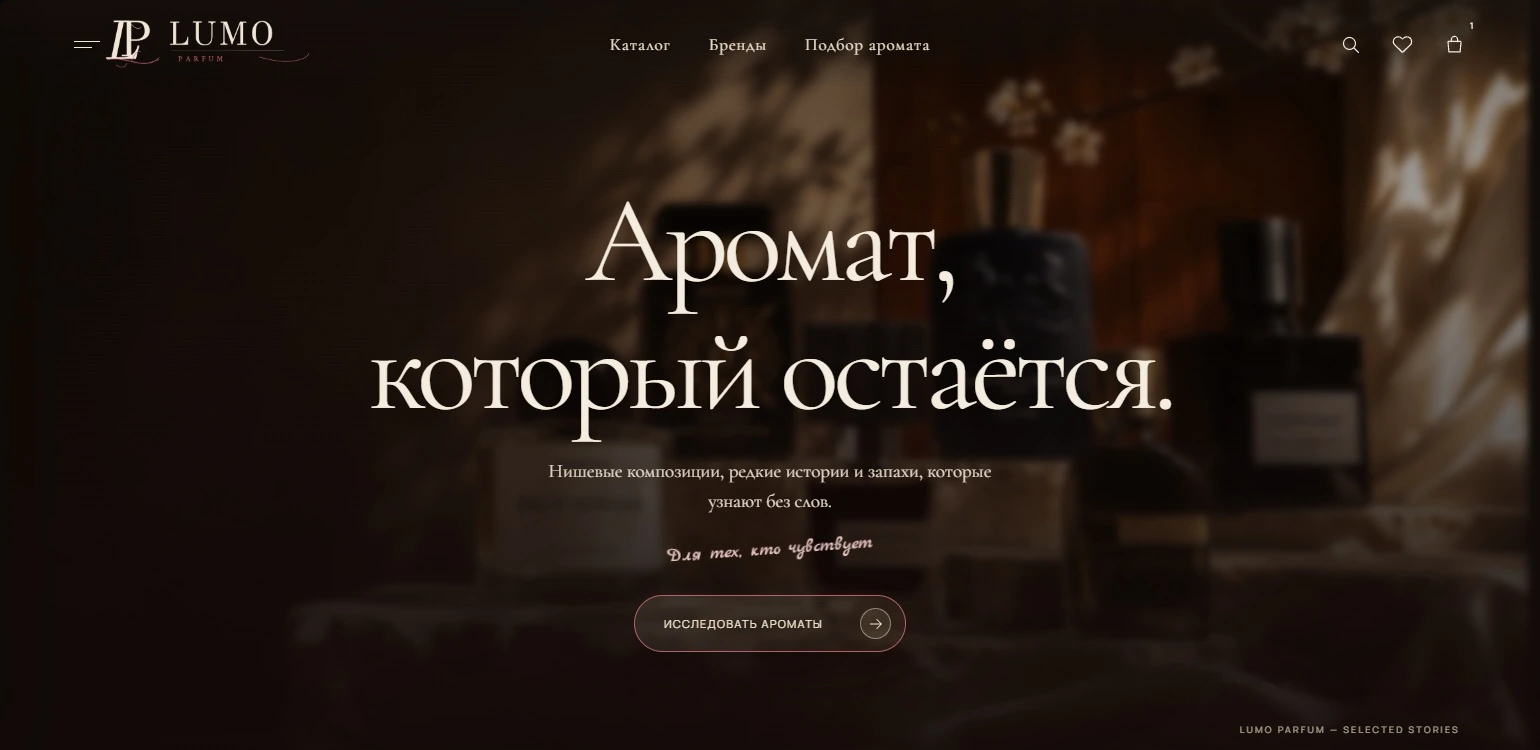 LP LUMO
PARFUM
Каталог Бренды Подбор аромата
1
Аромат,
который остаётся.
Нишевые композиции, редкие истории и запахи, которые
узнают без слов.
Для тех, кто чувствует
ИССЛЕДОВАТЬ АРОМАТЫ
LUMO PARFUM — SELECTED STORIES